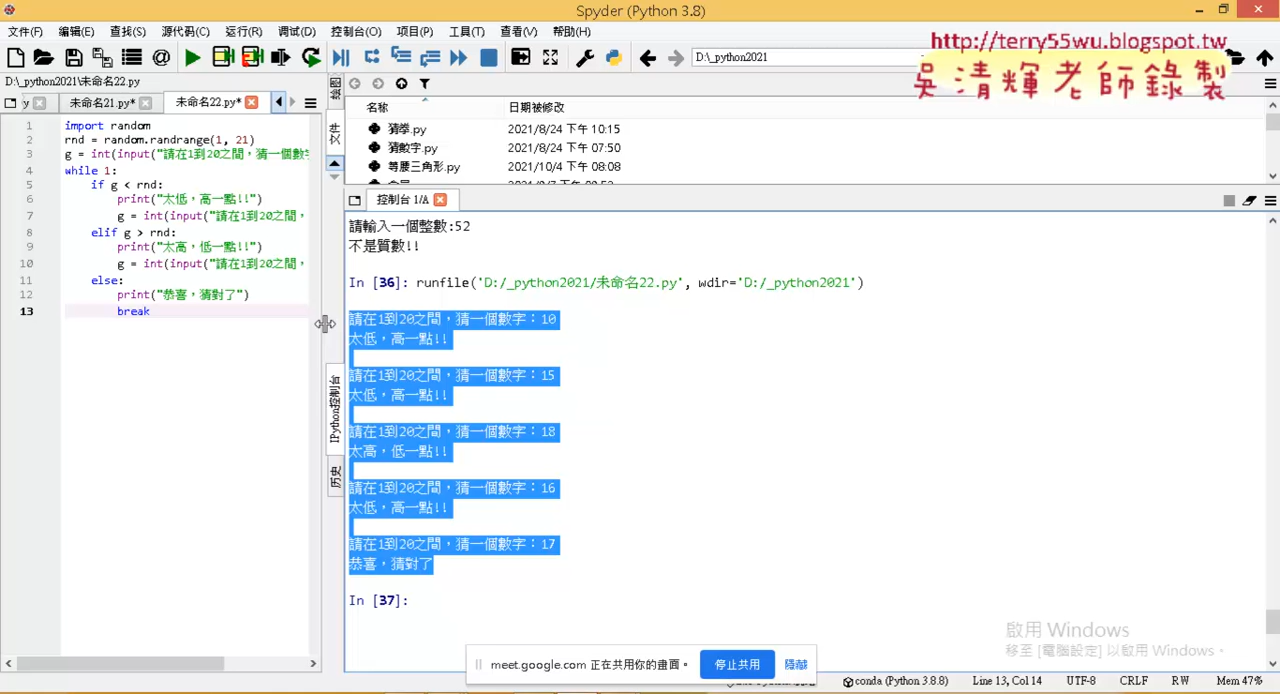 Spyder (Python 3.8)
文件(F) 编辑(E) 查找(S) 源代码(C) 运行(R) 调试(D) 控制台(O) 项目(P) 工具(T) 查看(V) 帮助(H)
http://terry55wu.blogspot.tw
吳清輝老師錄製
D:\_python2021
D:\_python2021\未命名22.py
y 未命名21.py* 未命名22.py*
1 import random
2 rnd = random.randrange(1, 21)
3 g = int(input("請在1到20之間，猜一個數字
4 while 1:
5 if g < rnd:
6 print("太低，高一點!!")
7 g = int(input("請在1到20之間，
8 elif g > rnd:
9 print("太高，低一點!!")
10 g = int(input("請在1到20之間，
11 else:
12 print("恭喜，猜對了")
13 break
文件
名称 日期被修改
猜拳.py 2021/8/24 下午 10:15
猜數字.py 2021/8/24 下午 07:50
等腰三角形.py 2021/10/4 下午 08:08
控制台 1/A
請輸入一個整數:52
不是質數!!
In [36]: runfile('D:/_python2021/未命名22.py', wdir='D:/_python2021')
請在1到20之間，猜一個數字：10
太低，高一點!!
請在1到20之間，猜一個數字：15
太低，高一點!!
請在1到20之間，猜一個數字：18
太高，低一點!!
請在1到20之間，猜一個數字：16
太低，高一點!!
請在1到20之間，猜一個數字：17
恭喜，猜對了
In [37]:
IPython控制台
历史
啟用 Windows
移至 [電腦設定] 以啟用 Windows。
meet.google.com 正在共用你的畫面。 停止共用 隱藏
conda (Python 3.8.8) Line 13, Col 14 UTF-8 CRLF RW Mem 47%